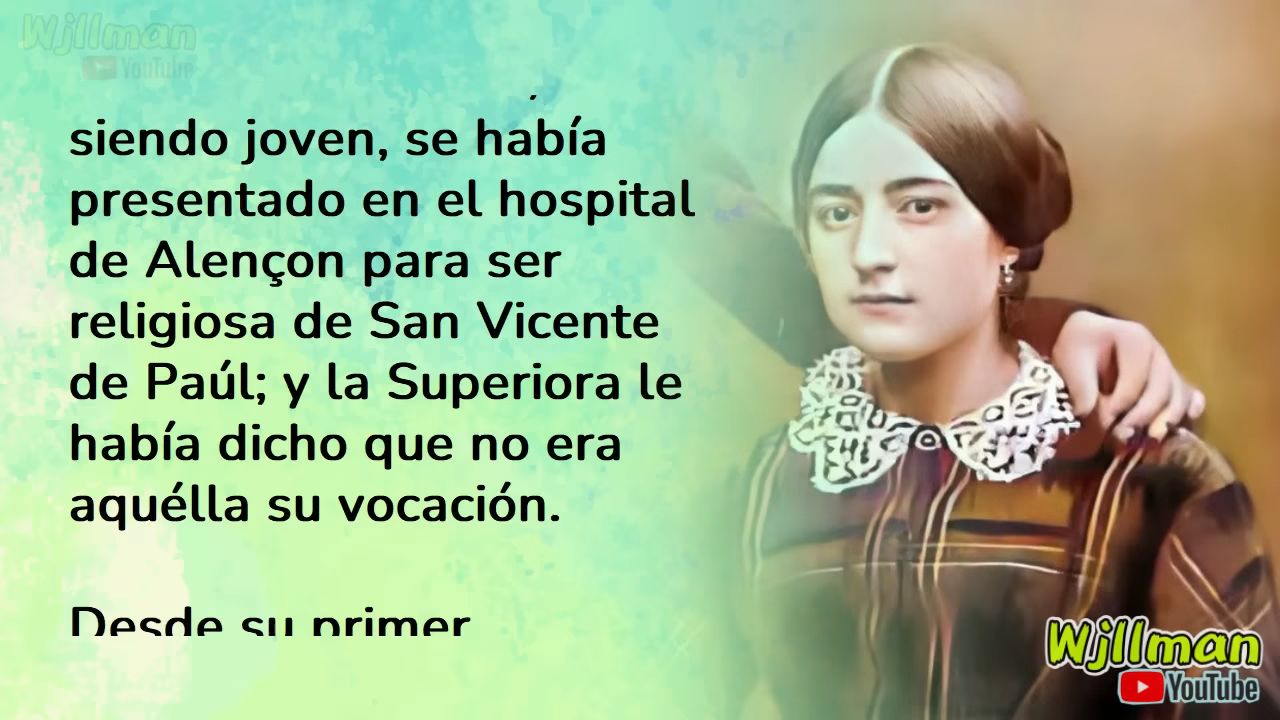 Wjllman
YouTube
siendo joven, se había
presentado en el hospital
de Alençon para ser
religiosa de San Vicente
de Paúl; y la Superiora le
había dicho que no era
aquélla su vocación.
Desde su primer
Wjllman
YouTube